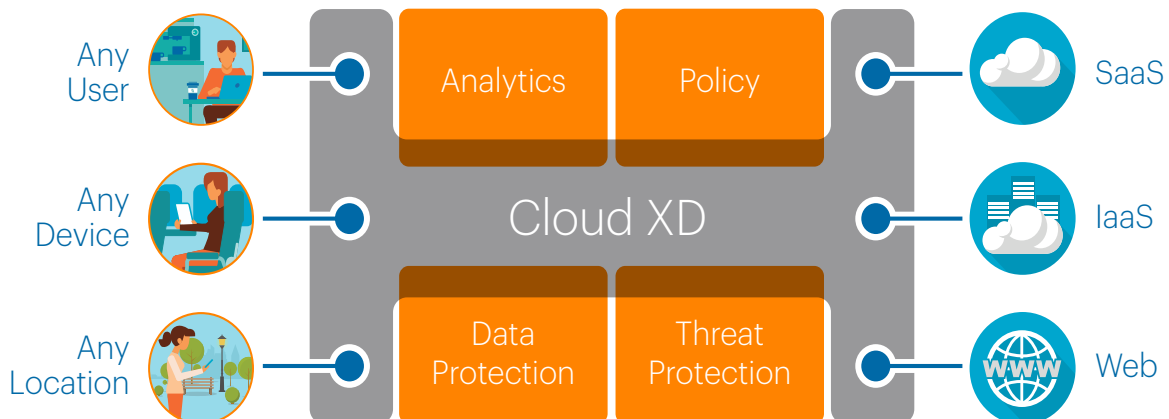 Any
User
Analytics
Policy
SaaS
Any
Device
Cloud XD
IaaS
Any
Location
Data
Protection
Threat
Protection
WWW
Web